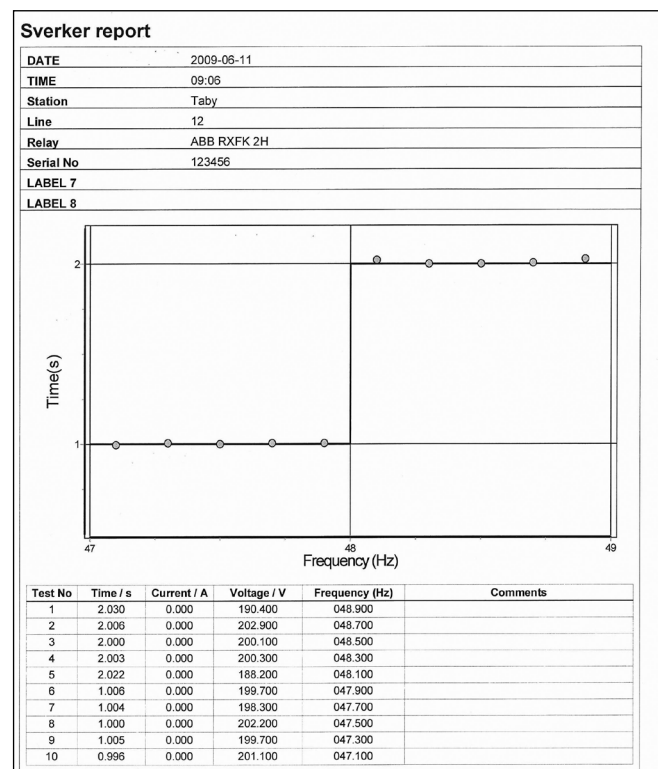 Sverker report
DATE 2009-06-11
TIME 09:06
Station Taby
Line 12
Relay ABB RXFK 2H
Serial No 123456
LABEL 7
LABEL 8
2
Time(s)
1
47 48 49
Frequency (Hz)
Test No Time / s Current / A Voltage / V Frequency (Hz) Comments
1 2.030 0.000 190.400 048.900
2 2.006 0.000 202.900 048.700
3 2.000 0.000 200.100 048.500
4 2.003 0.000 200.300 048.300
5 2.022 0.000 188.200 048.100
6 1.006 0.000 199.700 047.900
7 1.004 0.000 198.300 047.700
8 1.000 0.000 202.200 047.500
9 1.005 0.000 199.700 047.300
10 0.996 0.000 201.100 047.100